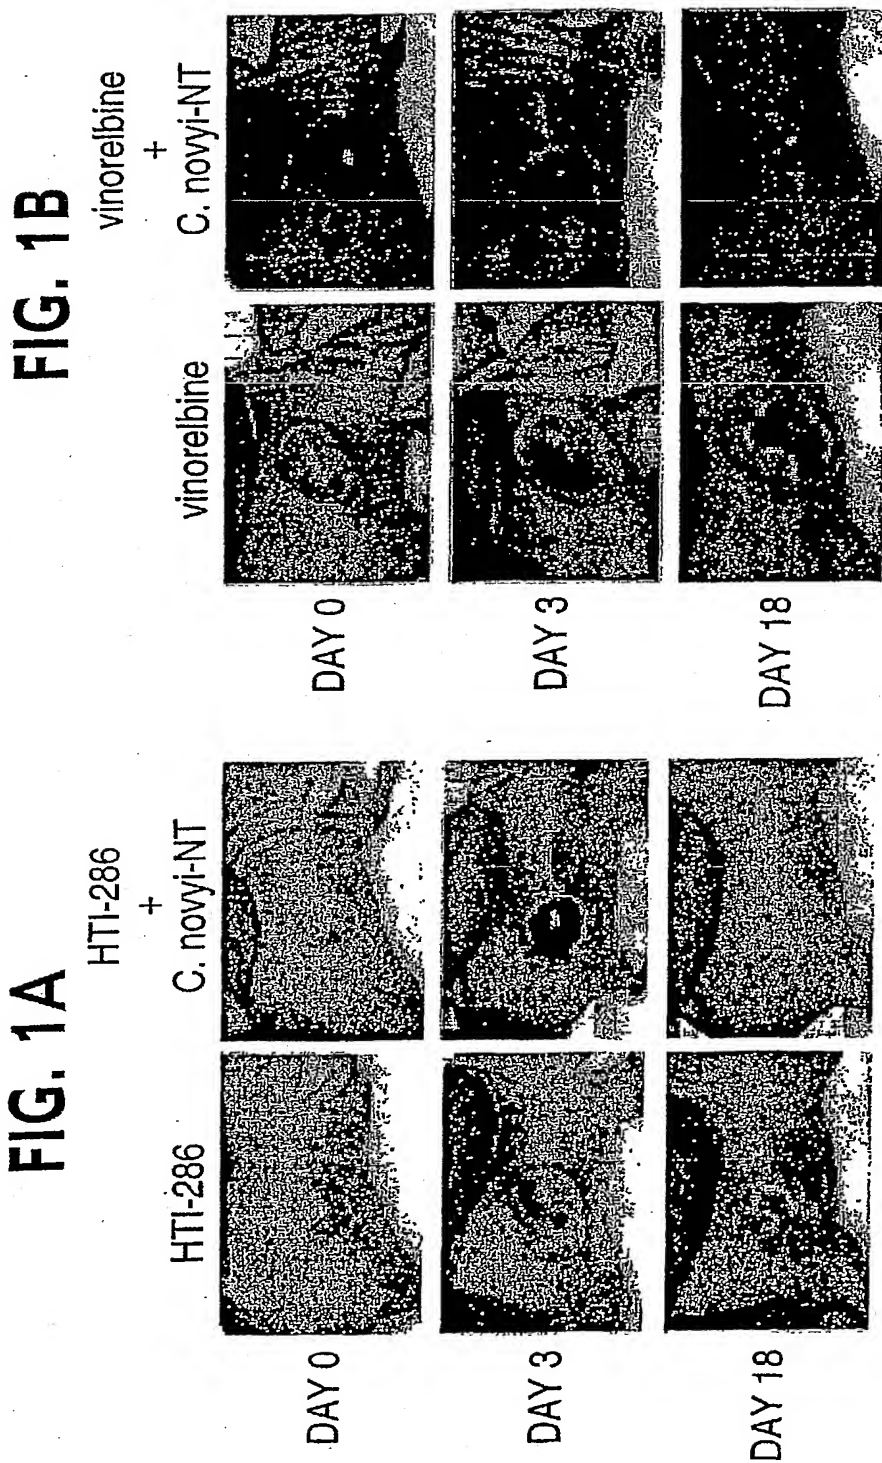 FIG. 1A
HTI-286
HTI-286
+
C. novyi-NT
DAY 0
DAY 3
DAY 18
FIG. 1B
vinorelbine
vinorelbine
+
C. novyi-NT
DAY 0
DAY 3
DAY 18